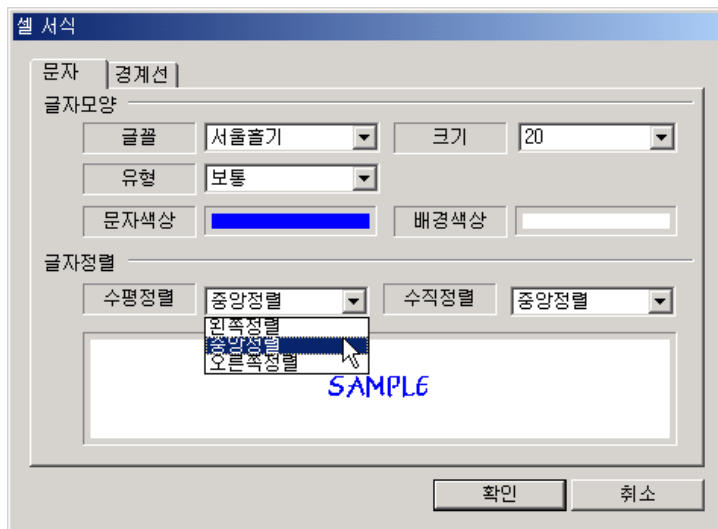 셀 서식
문자 경계선
글자모양
글꼴 서울흘기 크기 20
유형 보통
문자색상 배경색상
글자정렬
수평정렬 중앙정렬 수직정렬 중앙정렬
왼쪽정렬
중앙정렬
오른쪽정렬
SAMPLE
확인 취소